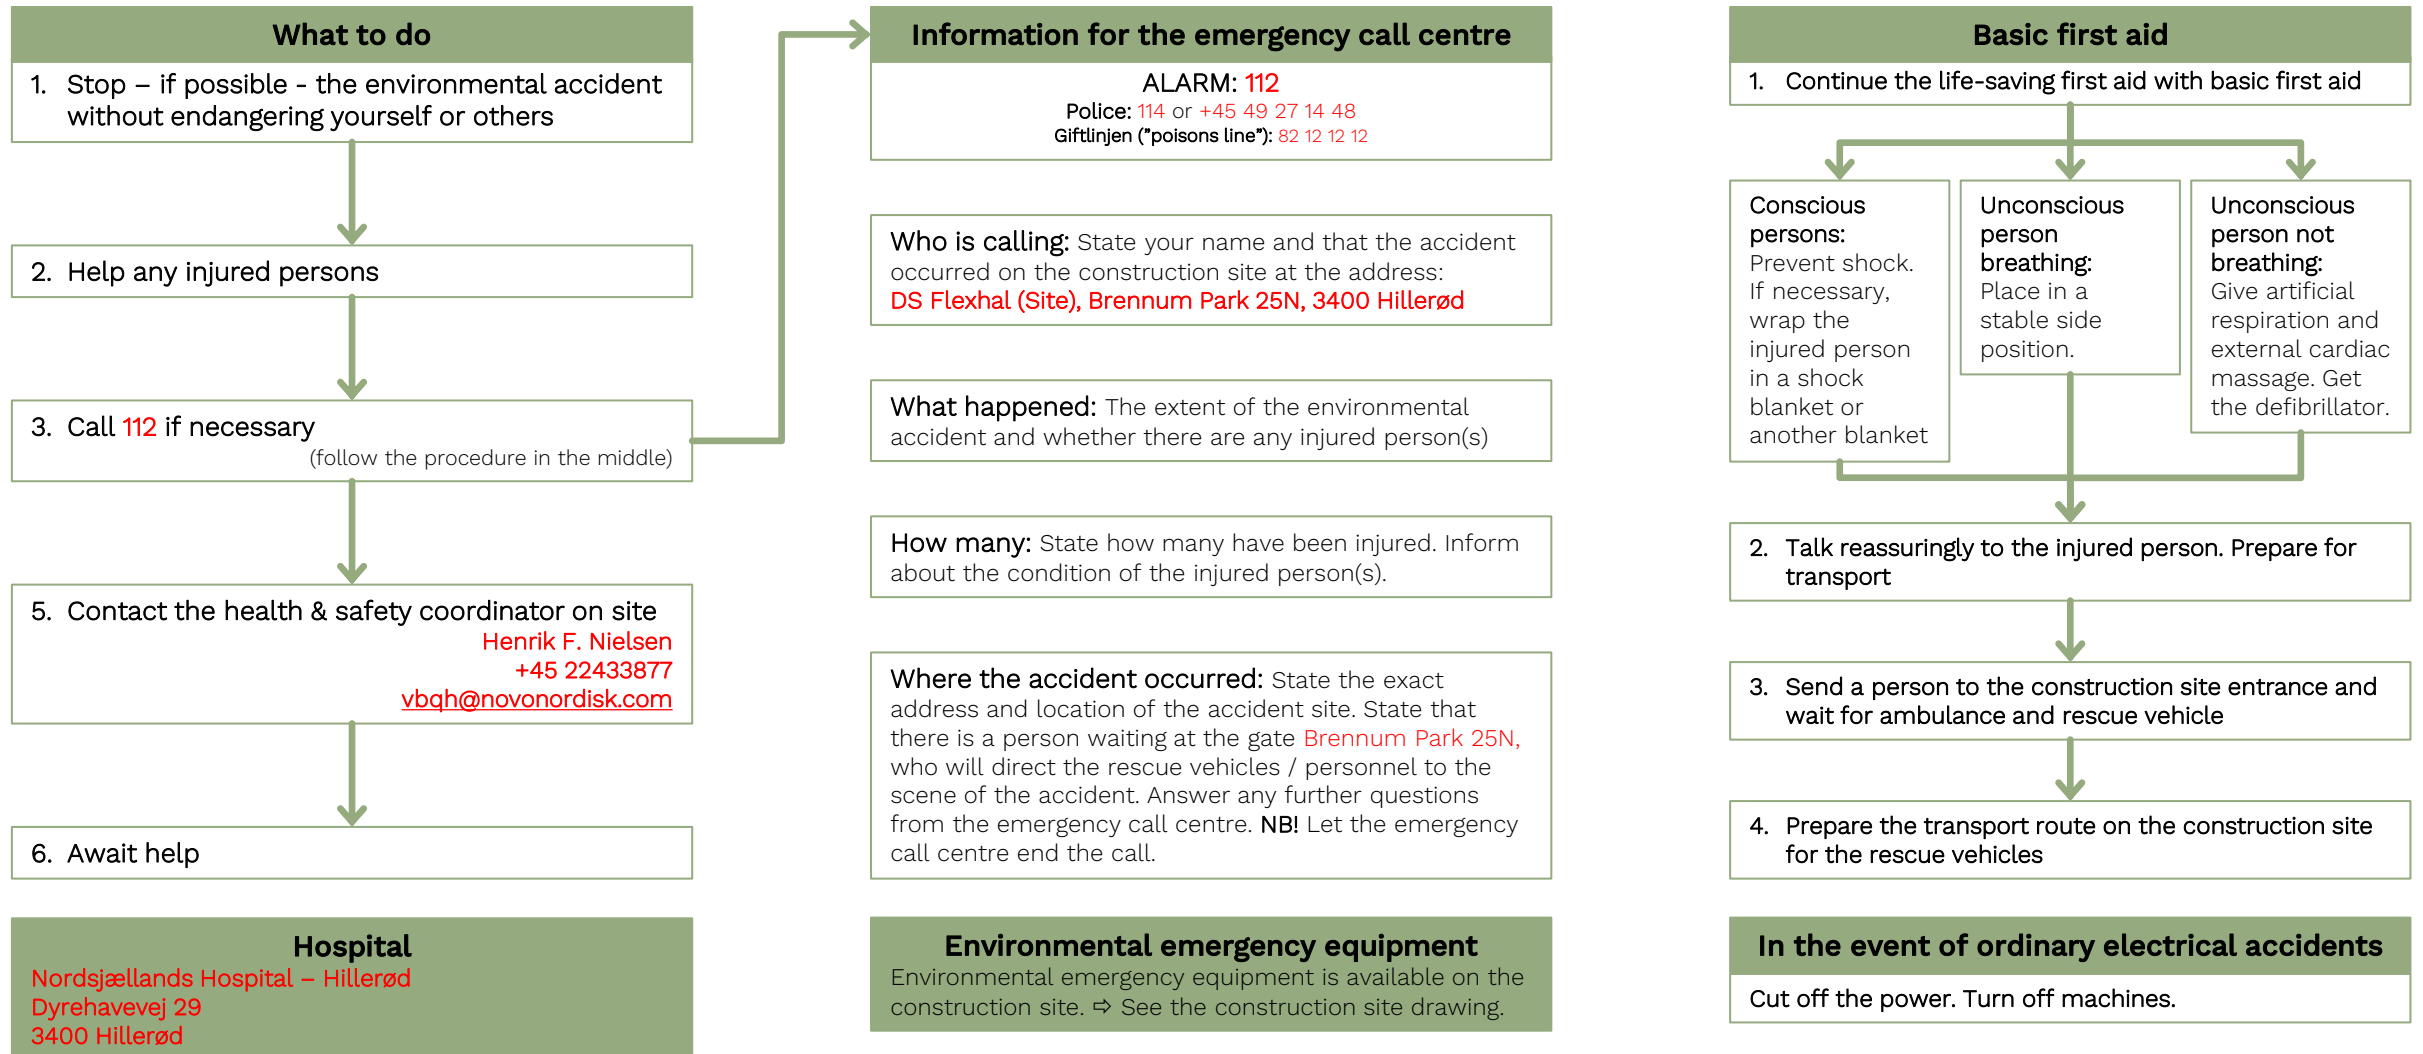 What to do
1. Stop – if possible - the environmental accident
without endangering yourself or others
2. Help any injured persons
3. Call 112 if necessary
(follow the procedure in the middle)
5. Contact the health & safety coordinator on site
Henrik F. Nielsen
+45 22433877
vbqh@novonordisk.com
6. Await help
Hospital
Nordsjællands Hospital – Hillerød
Dyrehavevej 29
3400 Hillerød
Information for the emergency call centre
ALARM: 112
Police: 114 or +45 49 27 14 48
Giftlinjen ("poisons line"): 82 12 12 12
Who is calling: State your name and that the accident
occurred on the construction site at the address:
DS Flexhal (Site), Brennum Park 25N, 3400 Hillerød
What happened: The extent of the environmental
accident and whether there are any injured person(s)
How many: State how many have been injured. Inform
about the condition of the injured person(s).
Where the accident occurred: State the exact
address and location of the accident site. State that
there is a person waiting at the gate Brennum Park 25N,
who will direct the rescue vehicles / personnel to the
scene of the accident. Answer any further questions
from the emergency call centre. NB! Let the emergency
call centre end the call.
Environmental emergency equipment
Environmental emergency equipment is available on the
construction site. ⇨ See the construction site drawing.
Basic first aid
1. Continue the life-saving first aid with basic first aid
Conscious
persons:
Prevent shock.
If necessary,
wrap the
injured person
in a shock
blanket or
another blanket
Unconscious
person
breathing:
Place in a
stable side
position.
Unconscious
person not
breathing:
Give artificial
respiration and
external cardiac
massage. Get
the defibrillator.
2. Talk reassuringly to the injured person. Prepare for
transport
3. Send a person to the construction site entrance and
wait for ambulance and rescue vehicle
4. Prepare the transport route on the construction site
for the rescue vehicles
In the event of ordinary electrical accidents
Cut off the power. Turn off machines.